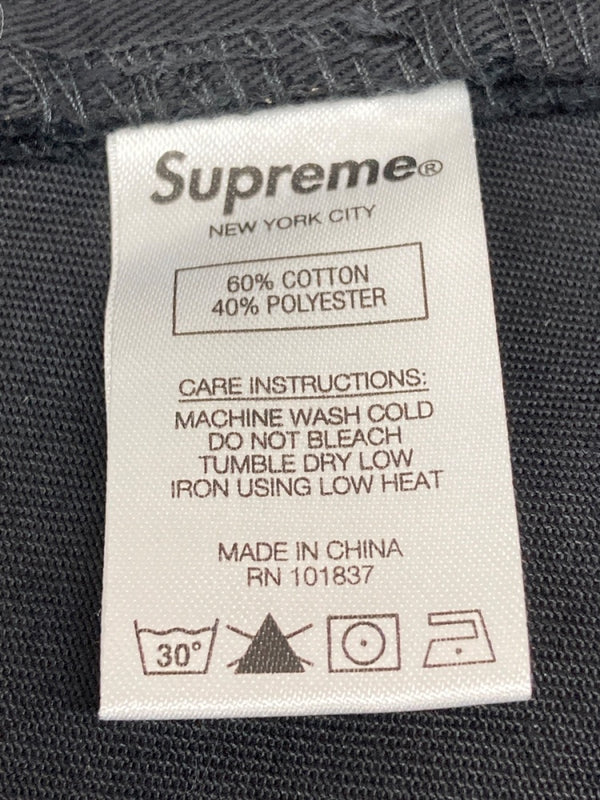 Supreme®
NEW YORK CITY
60% COTTON
40% POLYESTER
CARE INSTRUCTIONS:
MACHINE WASH COLD
DO NOT BLEACH
TUMBLE DRY LOW
IRON USING LOW HEAT
MADE IN CHINA
RN 101837
30°